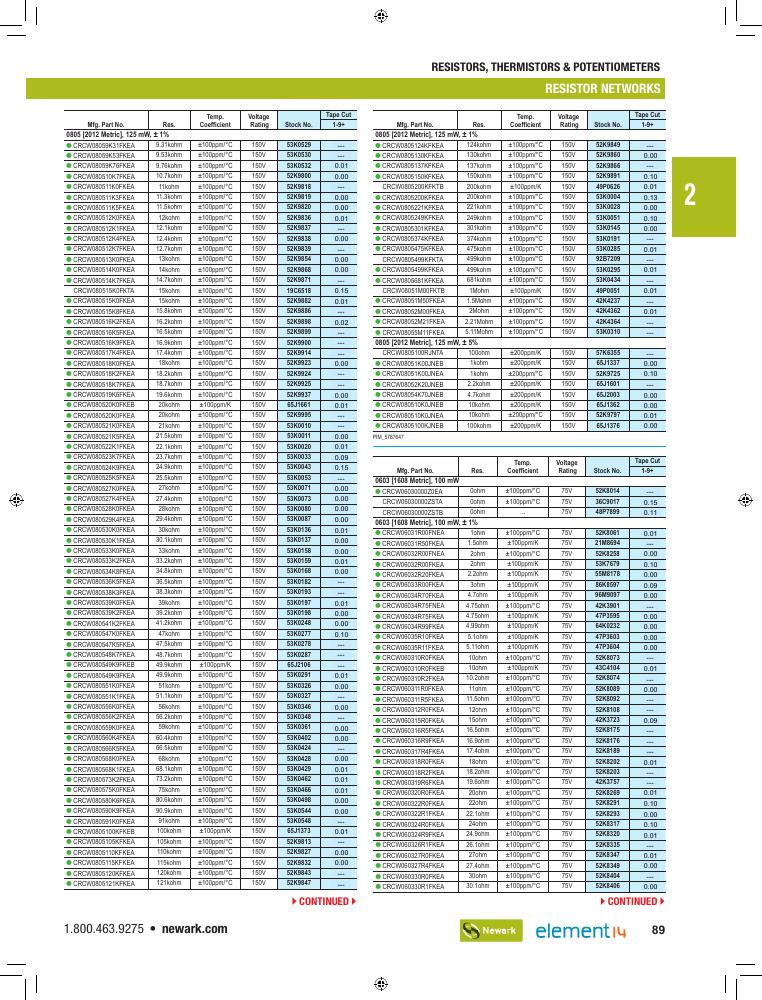 RESISTORS, THERMISTORS & POTENTIOMETERS
RESISTOR NETWORKS
Mfg. Part No. Res. Temp. Coefficient Voltage Rating Stock No. Tape Cut 1-9+
0805 [2012 Metric], 125 mW, ± 1%
CRCW08059K31FKEA 9.31kohm ±100ppm/°C 150V 53K0529 ---
CRCW08059K53FKEA 9.53kohm ±100ppm/°C 150V 53K0530 ---
CRCW08059K76FKEA 9.76kohm ±100ppm/°C 150V 53K0532 0.01
CRCW080510K7FKEA 10.7kohm ±100ppm/°C 150V 52K9800 0.00
CRCW080511K0FKEA 11kohm ±100ppm/°C 150V 52K9818 ---
CRCW080511K3FKEA 11.3kohm ±100ppm/°C 150V 52K9819 0.00
CRCW080511K5FKEA 11.5kohm ±100ppm/°C 150V 52K9820 0.00
CRCW080512K0FKEA 12kohm ±100ppm/°C 150V 52K9836 0.01
CRCW080512K1FKEA 12.1kohm ±100ppm/°C 150V 52K9837 ---
CRCW080512K4FKEA 12.4kohm ±100ppm/°C 150V 52K9838 0.00
CRCW080512K7FKEA 12.7kohm ±100ppm/°C 150V 52K9839 ---
CRCW080513K0FKEA 13kohm ±100ppm/°C 150V 52K9854 0.00
CRCW080514K0FKEA 14kohm ±100ppm/°C 150V 52K9868 0.00
CRCW080514K7FKEA 14.7kohm ±100ppm/°C 150V 52K9871 ---
CRCW080515K0FKTA 15kohm ±100ppm/°C 150V 19C6518 0.15
CRCW080515K0FKEA 15kohm ±100ppm/°C 150V 52K9882 0.01
CRCW080515K8FKEA 15.8kohm ±100ppm/°C 150V 52K9886 ---
CRCW080516K2FKEA 16.2kohm ±100ppm/°C 150V 52K9898 0.02
CRCW080516K5FKEA 16.5kohm ±100ppm/°C 150V 52K9899 ---
CRCW080516K9FKEA 16.9kohm ±100ppm/°C 150V 52K9900 ---
CRCW080517K4FKEA 17.4kohm ±100ppm/°C 150V 52K9914 ---
CRCW080518K0FKEA 18kohm ±100ppm/°C 150V 52K9923 0.00
CRCW080518K2FKEA 18.2kohm ±100ppm/°C 150V 52K9924 ---
CRCW080518K7FKEA 18.7kohm ±100ppm/°C 150V 52K9925 ---
CRCW080519K6FKEA 19.6kohm ±100ppm/°C 150V 52K9937 0.00
CRCW080520K0FKEB 20kohm ±100ppm/K 150V 65J1661 0.01
CRCW080520K0FKEA 20kohm ±100ppm/°C 150V 52K9995 ---
CRCW080521K0FKEA 21kohm ±100ppm/°C 150V 53K0010 ---
CRCW080521K5FKEA 21.5kohm ±100ppm/°C 150V 53K0011 0.00
CRCW080522K1FKEA 22.1kohm ±100ppm/°C 150V 53K0020 0.01
CRCW080523K7FKEA 23.7kohm ±100ppm/°C 150V 53K0033 0.09
CRCW080524K9FKEA 24.9kohm ±100ppm/°C 150V 53K0043 0.15
CRCW080525K5FKEA 25.5kohm ±100ppm/°C 150V 53K0053 ---
CRCW080527K0FKEA 27kohm ±100ppm/°C 150V 53K0071 0.00
CRCW080527K4FKEA 27.4kohm ±100ppm/°C 150V 53K0073 0.00
CRCW080528K0FKEA 28kohm ±100ppm/°C 150V 53K0080 0.00
CRCW080529K4FKEA 29.4kohm ±100ppm/°C 150V 53K0087 0.00
CRCW080530K0FKEA 30kohm ±100ppm/°C 150V 53K0136 0.01
CRCW080530K1FKEA 30.1kohm ±100ppm/°C 150V 53K0137 0.00
CRCW080533K0FKEA 33kohm ±100ppm/°C 150V 53K0158 0.00
CRCW080533K2FKEA 33.2kohm ±100ppm/°C 150V 53K0159 0.01
CRCW080534K8FKEA 34.8kohm ±100ppm/°C 150V 53K0168 0.00
CRCW080536K5FKEA 36.5kohm ±100ppm/°C 150V 53K0182 ---
CRCW080538K3FKEA 38.3kohm ±100ppm/°C 150V 53K0193 ---
CRCW080539K0FKEA 39kohm ±100ppm/°C 150V 53K0197 0.01
CRCW080539K2FKEA 39.2kohm ±100ppm/°C 150V 53K0198 0.00
CRCW080541K2FKEA 41.2kohm ±100ppm/°C 150V 53K0248 0.00
CRCW080547K0FKEA 47kohm ±100ppm/°C 150V 53K0277 0.10
CRCW080547K5FKEA 47.5kohm ±100ppm/°C 150V 53K0278 ---
CRCW080548K7FKEA 48.7kohm ±100ppm/°C 150V 53K0287 ---
CRCW080549K9FKEB 49.9kohm ±100ppm/K 150V 65J2106 ---
CRCW080549K9FKEA 49.9kohm ±100ppm/°C 150V 53K0291 0.01
CRCW080551K0FKEA 51kohm ±100ppm/°C 150V 53K0326 0.00
CRCW080551K1FKEA 51.1kohm ±100ppm/°C 150V 53K0327 ---
CRCW080556K0FKEA 56kohm ±100ppm/°C 150V 53K0346 0.00
CRCW080556K2FKEA 56.2kohm ±100ppm/°C 150V 53K0348 ---
CRCW080559K0FKEA 59kohm ±100ppm/°C 150V 53K0361 0.00
CRCW080560K4FKEA 60.4kohm ±100ppm/°C 150V 53K0402 0.00
CRCW080566K5FKEA 66.5kohm ±100ppm/°C 150V 53K0424 ---
CRCW080568K0FKEA 68kohm ±100ppm/°C 150V 53K0428 0.00
CRCW080568K1FKEA 68.1kohm ±100ppm/°C 150V 53K0429 0.01
CRCW080573K2FKEA 73.2kohm ±100ppm/°C 150V 53K0462 0.01
CRCW080575K0FKEA 75kohm ±100ppm/°C 150V 53K0466 0.01
CRCW080580K6FKEA 80.6kohm ±100ppm/°C 150V 53K0498 0.00
CRCW080590K9FKEA 90.9kohm ±100ppm/°C 150V 53K0544 0.00
CRCW080591K0FKEA 91kohm ±100ppm/°C 150V 53K0548 ---
CRCW0805100KFKEB 100kohm ±100ppm/K 150V 65J1373 0.01
CRCW0805105KFKEA 105kohm ±100ppm/°C 150V 52K9813 ---
CRCW0805110KFKEA 110kohm ±100ppm/°C 150V 52K9827 0.00
CRCW0805115KFKEA 115kohm ±100ppm/°C 150V 52K9832 0.00
CRCW0805120KFKEA 120kohm ±100ppm/°C 150V 52K9843 ---
CRCW0805121KFKEA 121kohm ±100ppm/°C 150V 52K9847 ---
CONTINUED
Mfg. Part No. Res. Temp. Coefficient Voltage Rating Stock No. Tape Cut 1-9+
0805 [2012 Metric], 125 mW, ± 1%
CRCW0805124KFKEA 124kohm ±100ppm/°C 150V 52K9849 ---
CRCW0805130KFKEA 130kohm ±100ppm/°C 150V 52K9860 0.00
CRCW0805137KFKEA 137kohm ±100ppm/°C 150V 52K9866 ---
CRCW0805150KFKEA 150kohm ±100ppm/°C 150V 52K9891 0.10
CRCW0805200KFKTB 200kohm ±100ppm/K 150V 49P0626 0.01
CRCW0805200KFKEA 200kohm ±100ppm/°C 150V 53K0004 0.13
CRCW0805221KFKEA 221kohm ±100ppm/°C 150V 53K0028 0.00
CRCW0805249KFKEA 249kohm ±100ppm/°C 150V 53K0051 0.10
CRCW0805301KFKEA 301kohm ±100ppm/°C 150V 53K0145 0.00
CRCW0805374KFKEA 374kohm ±100ppm/°C 150V 53K0191 ---
CRCW0805475KFKEA 475kohm ±100ppm/°C 150V 53K0285 0.01
CRCW0805499KFKTA 499kohm ±100ppm/°C 150V 92B7209 ---
CRCW0805499KFKEA 499kohm ±100ppm/°C 150V 53K0295 0.01
CRCW0805681KFKEA 681kohm ±100ppm/°C 150V 53K0434 ---
CRCW08051M00FKTB 1Mohm ±100ppm/K 150V 49P0051 0.01
CRCW08051M50FKEA 1.5Mohm ±100ppm/°C 150V 42K4237 ---
CRCW08052M00FKEA 2Mohm ±100ppm/°C 150V 42K4362 0.01
CRCW08052M21FKEA 2.21Mohm ±100ppm/°C 150V 42K4364 ---
CRCW08055M11FKEA 5.11Mohm ±100ppm/°C 150V 53K0310 ---
0805 [2012 Metric], 125 mW, ± 5%
CRCW0805100RJNTA 100ohm ±200ppm/K 150V 57K6355 ---
CRCW08051K00JNEB 1kohm ±200ppm/K 150V 65J1337 0.00
CRCW08051K00JNEA 1kohm ±200ppm/°C 150V 52K9725 0.10
CRCW08052K20JNEB 2.2kohm ±200ppm/K 150V 65J1601 ---
CRCW08054K70JNEB 4.7kohm ±200ppm/K 150V 65J2003 0.00
CRCW080510K0JNEB 10kohm ±200ppm/K 150V 65J1362 0.00
CRCW080510K0JNEA 10kohm ±200ppm/°C 150V 52K9797 0.01
CRCW0805100KJNEB 100kohm ±200ppm/K 150V 65J1376 0.00
PIM_5787647
Mfg. Part No. Res. Temp. Coefficient Voltage Rating Stock No. Tape Cut 1-9+
0603 [1608 Metric], 100 mW
CRCW06030000Z0EA 0ohm ±100ppm/°C 75V 52K8014 ---
CRCW06030000ZSTA 0ohm ±100ppm/°C 75V 36C9017 0.15
CRCW06030000ZSTB 0ohm ... 75V 48P7899 0.11
0603 [1608 Metric], 100 mW, ± 1%
CRCW06031R00FNEA 1ohm ±100ppm/°C 75V 52K8061 0.01
CRCW06031R50FKEA 1.5ohm ±100ppm/K 75V 21M8694 ---
CRCW06032R00FNEA 2ohm ±100ppm/°C 75V 52K8258 0.00
CRCW06032R00FKEA 2ohm ±100ppm/K 75V 53K7679 0.10
CRCW06032R20FKEA 2.2ohm ±100ppm/K 75V 55M8178 0.00
CRCW06033R00FKEA 3ohm ±100ppm/K 75V 86K8597 0.09
CRCW06034R70FKEA 4.7ohm ±100ppm/K 75V 96M9097 0.00
CRCW06034R75FNEA 4.75ohm ±100ppm/°C 75V 42K3901 ---
CRCW06034R75FKEA 4.75ohm ±100ppm/K 75V 47P3595 0.00
CRCW06034R99FKEA 4.99ohm ±100ppm/K 75V 64K0232 0.00
CRCW06035R10FKEA 5.1ohm ±100ppm/K 75V 47P3603 0.00
CRCW06035R11FKEA 5.11ohm ±100ppm/K 75V 47P3604 0.00
CRCW060310R0FKEA 10ohm ±100ppm/°C 75V 52K8073 ---
CRCW060310R0FKEB 10ohm ±100ppm/K 75V 43C4104 0.01
CRCW060310R2FKEA 10.2ohm ±100ppm/°C 75V 52K8074 ---
CRCW060311R0FKEA 11ohm ±100ppm/°C 75V 52K8089 0.00
CRCW060311R5FKEA 11.5ohm ±100ppm/°C 75V 52K8092 ---
CRCW060312R0FKEA 12ohm ±100ppm/°C 75V 52K8108 ---
CRCW060315R0FKEA 15ohm ±100ppm/°C 75V 42K3723 0.09
CRCW060316R5FKEA 16.5ohm ±100ppm/°C 75V 52K8175 ---
CRCW060316R9FKEA 16.9ohm ±100ppm/°C 75V 52K8176 ---
CRCW060317R4FKEA 17.4ohm ±100ppm/°C 75V 52K8189 ---
CRCW060318R0FKEA 18ohm ±100ppm/°C 75V 52K8202 0.01
CRCW060318R2FKEA 18.2ohm ±100ppm/°C 75V 52K8203 ---
CRCW060319R6FKEA 19.6ohm ±100ppm/°C 75V 42K3757 ---
CRCW060320R0FKEA 20ohm ±100ppm/°C 75V 52K8269 0.01
CRCW060322R0FKEA 22ohm ±100ppm/°C 75V 52K8291 0.10
CRCW060322R1FKEA 22.1ohm ±100ppm/°C 75V 52K8293 0.00
CRCW060324R0FKEA 24ohm ±100ppm/°C 75V 52K8317 0.10
CRCW060324R9FKEA 24.9ohm ±100ppm/°C 75V 52K8320 0.01
CRCW060326R1FKEA 26.1ohm ±100ppm/°C 75V 52K8335 ---
CRCW060327R0FKEA 27ohm ±100ppm/°C 75V 52K8347 0.01
CRCW060327R4FKEA 27.4ohm ±100ppm/°C 75V 52K8349 0.00
CRCW060330R0FKEA 30ohm ±100ppm/°C 75V 52K8404 ---
CRCW060330R1FKEA 30.1ohm ±100ppm/°C 75V 52K8406 0.00
CONTINUED
2
1.800.463.9275 • newark.com
Newark
element14
89